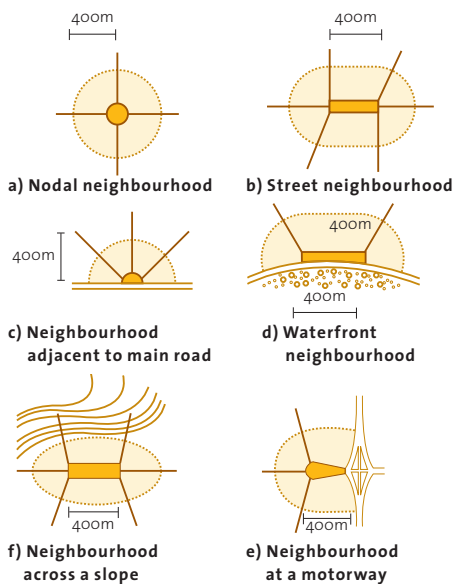 400m
400m
a) Nodal neighbourhood
b) Street neighbourhood
400m
400m
400m
c) Neighbourhood
adjacent to main road
d) Waterfront
neighbourhood
400m
400m
f) Neighbourhood
across a slope
e) Neighbourhood
at a motorway